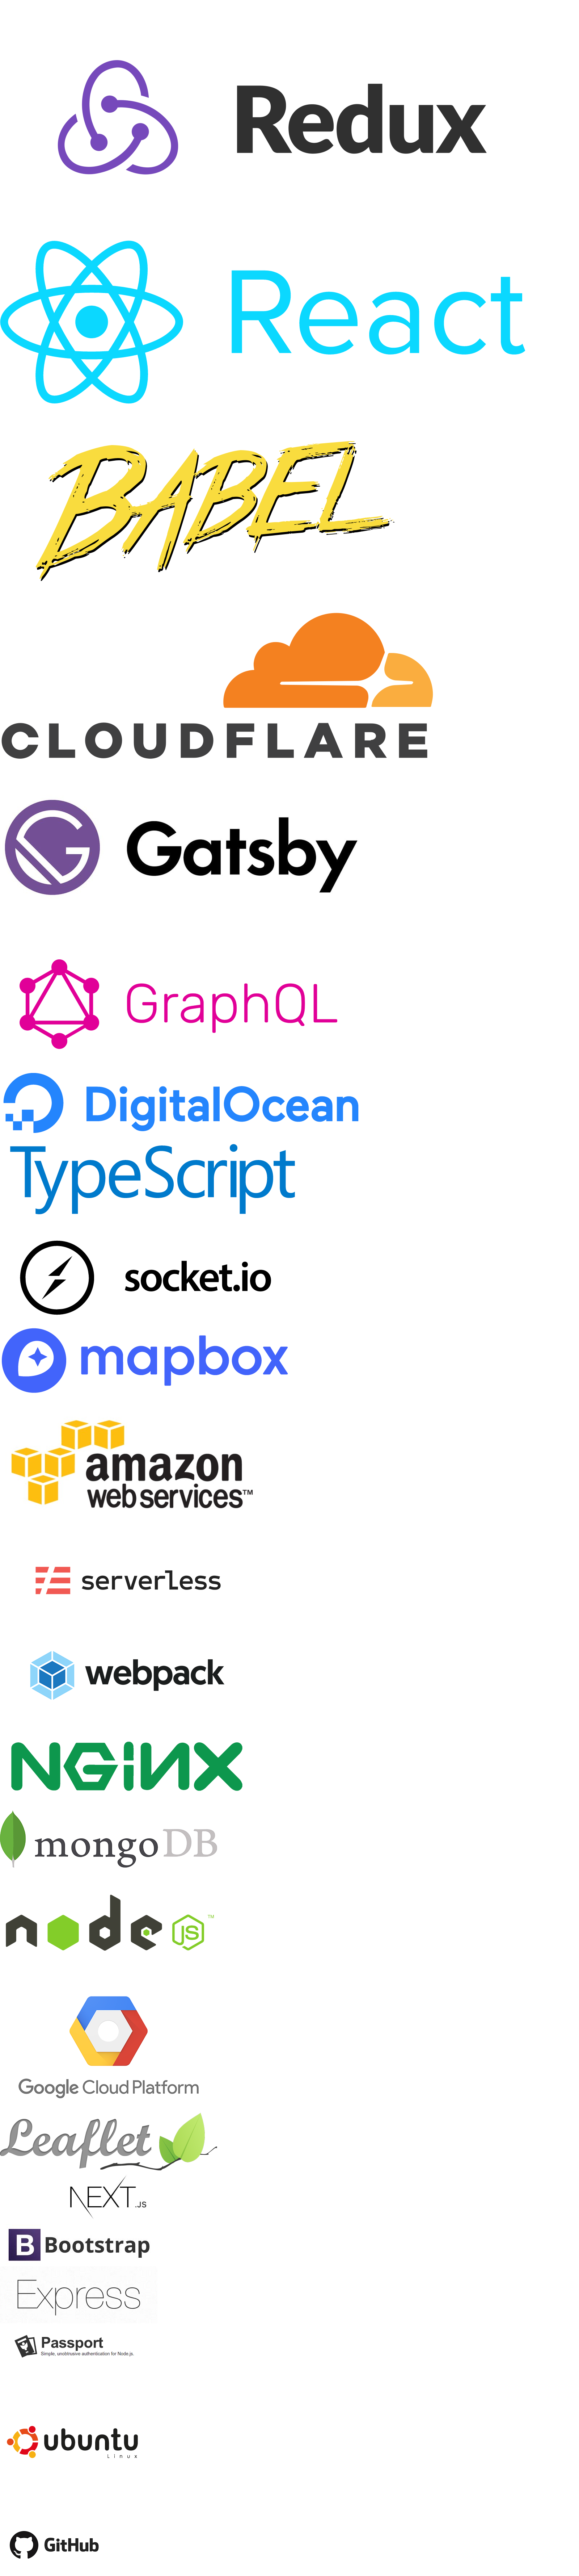 Redux
React
BABEL
CLOUDFLARE
Gatsby
GraphQL
DigitalOcean
TypeScript
socket.io
mapbox
amazon
web services™
serverless
webpack
NGiNX
mongoDB
node JS™
Google Cloud Platform
Leaflet
NEXT.JS
B Bootstrap
Express
Passport
Simple, unobtrusive authentication for Node.js.
ubuntu
Linux
GitHub